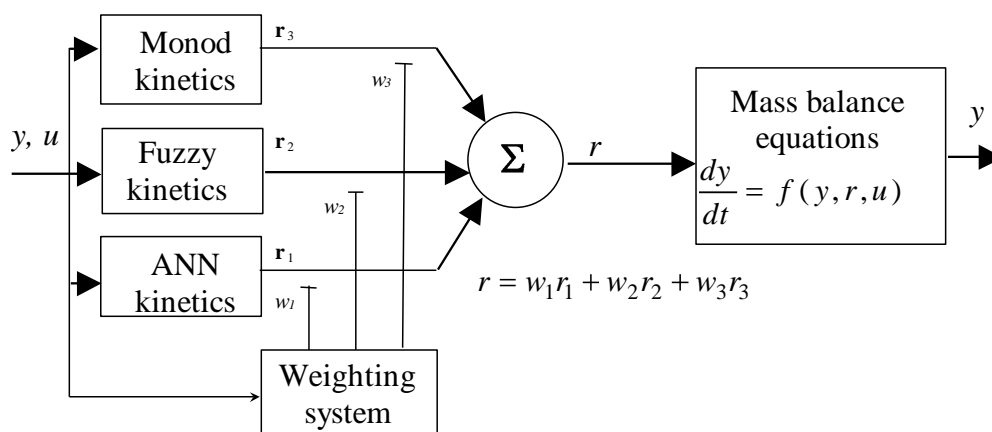 Monod
kinetics
r3
w3
y, u
Fuzzy
kinetics
r2
w2
ANN
kinetics
r1
w1
Weighting
system
Σ
r
r = w1r1 + w2r2 + w3r3
Mass balance
equations
dy/dt = f(y,r,u)
y